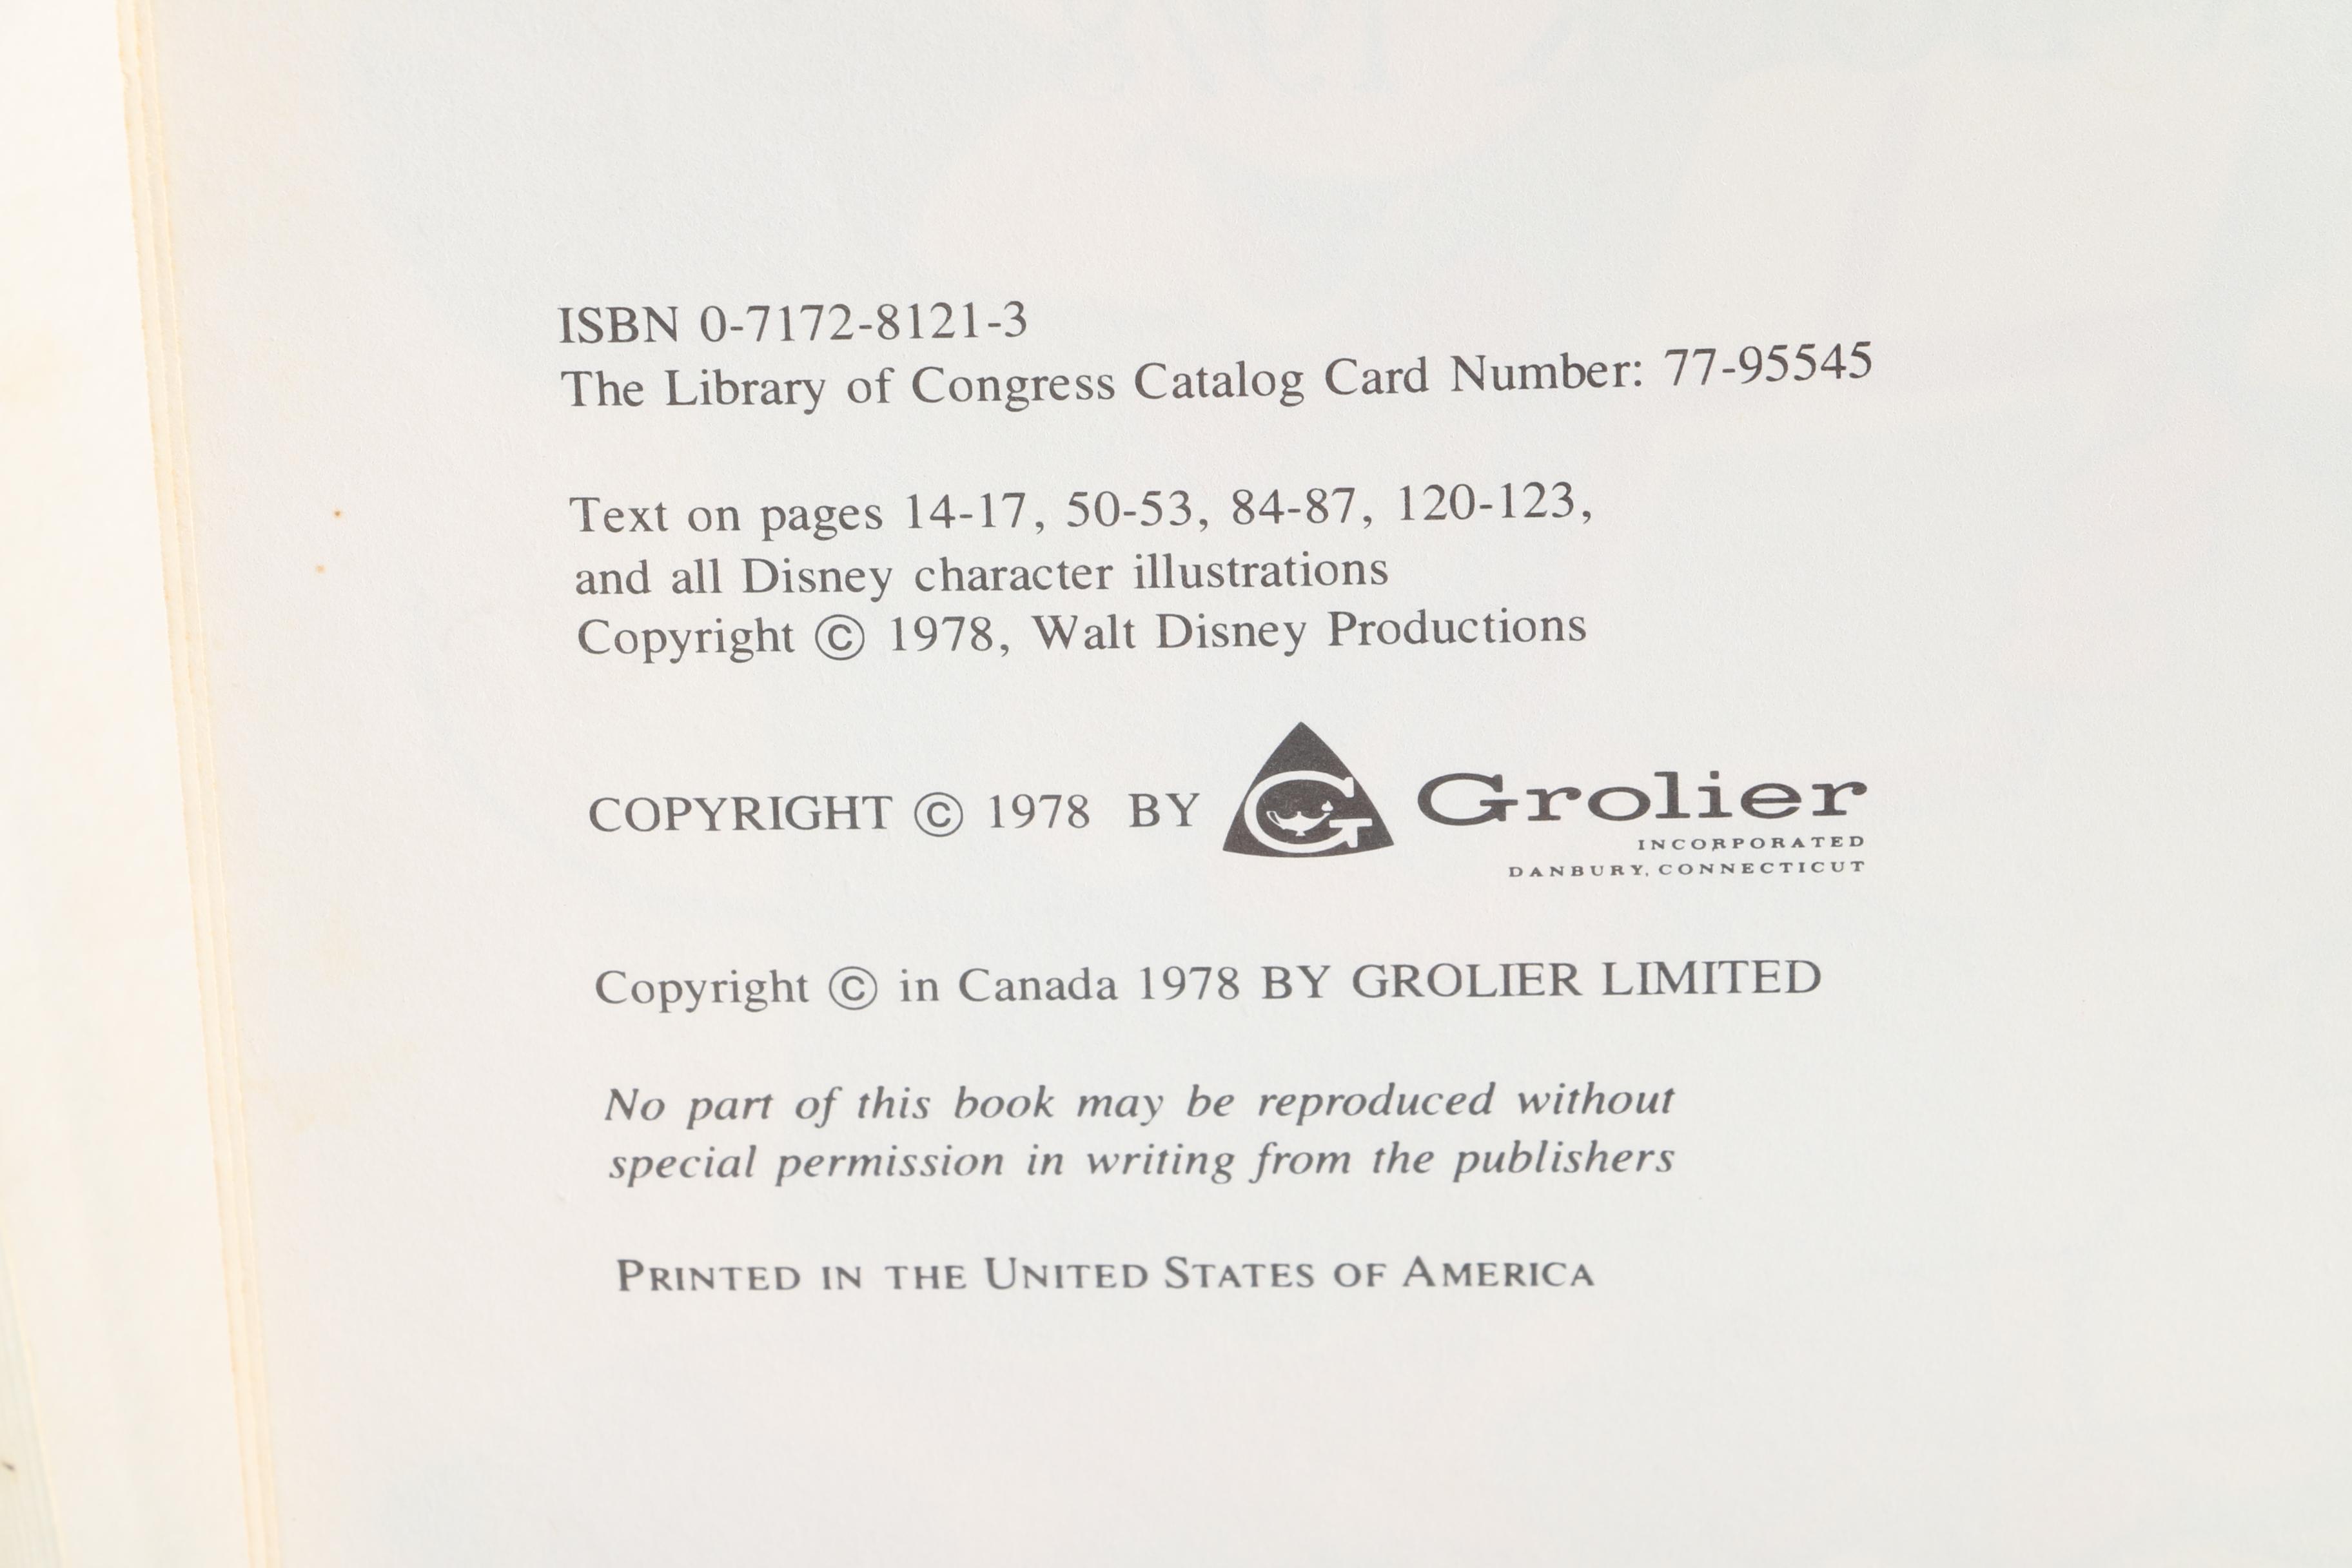 ISBN 0-7172-8121-3
The Library of Congress Catalog Card Number: 77-95545
Text on pages 14-17, 50-53, 84-87, 120-123,
and all Disney character illustrations
Copyright © 1978, Walt Disney Productions
COPYRIGHT © 1978 BY G Grolier
INCORPORATED
DANBURY, CONNECTICUT
Copyright © in Canada 1978 BY GROLIER LIMITED
No part of this book may be reproduced without
special permission in writing from the publishers
PRINTED IN THE UNITED STATES OF AMERICA